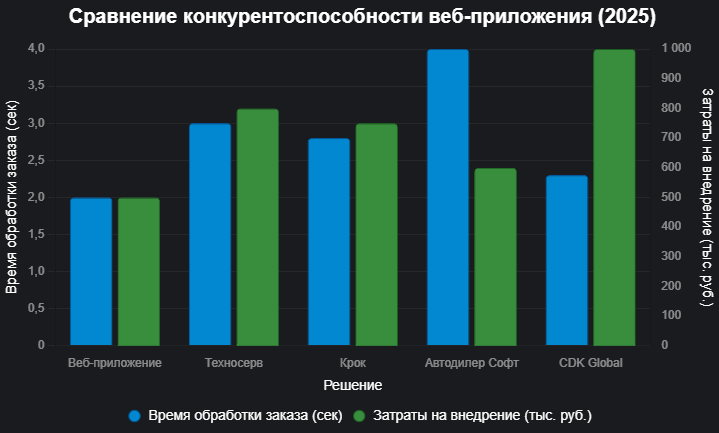 Сравнение конкурентоспособности веб-приложения (2025)
Время обработки заказа (сек)
4,0
3,5
3,0
2,5
2,0
1,5
1,0
0,5
0
1 000
900
800
700
600
500
400
300
200
100
0
Затраты на внедрение (тыс. руб.)
Веб-приложение
Техносерв
Крок
Автодилер Софт
CDK Global
Решение
Время обработки заказа (сек)
Затраты на внедрение (тыс. руб.)